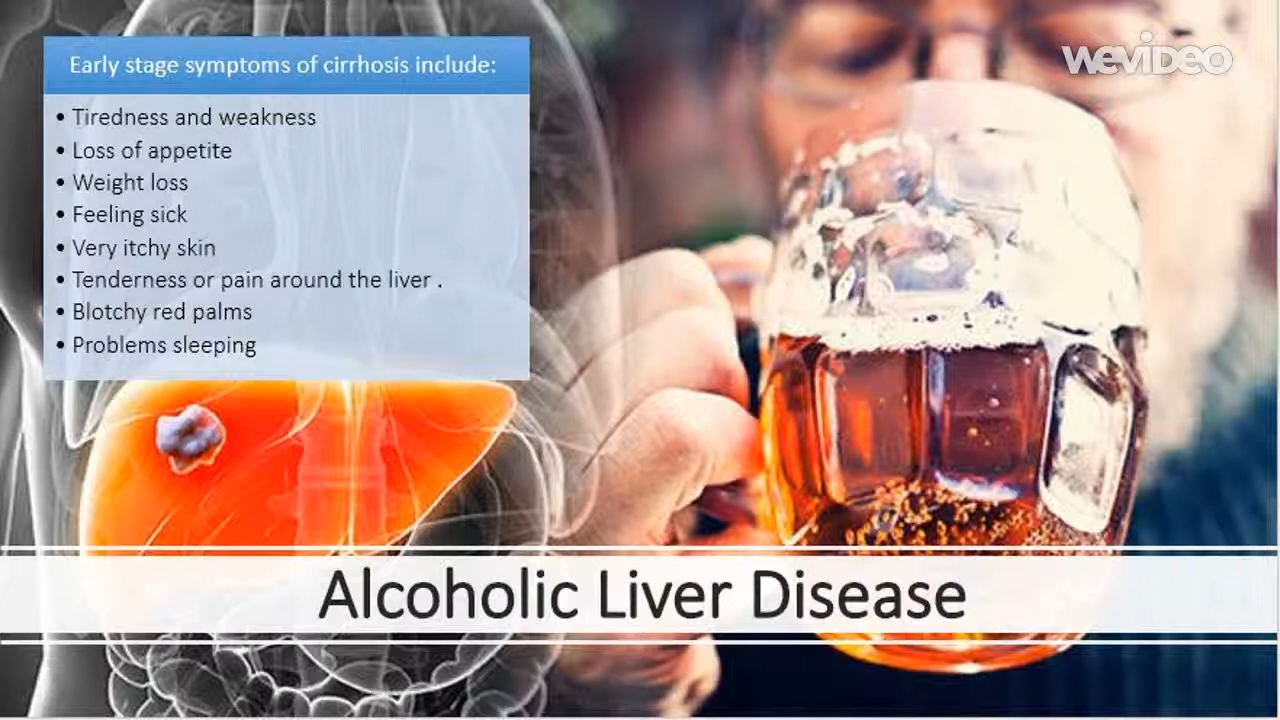 WeVideo
Early stage symptoms of cirrhosis include:
• Tiredness and weakness
• Loss of appetite
• Weight loss
• Feeling sick
• Very itchy skin
• Tenderness or pain around the liver .
• Blotchy red palms
• Problems sleeping
Alcoholic Liver Disease